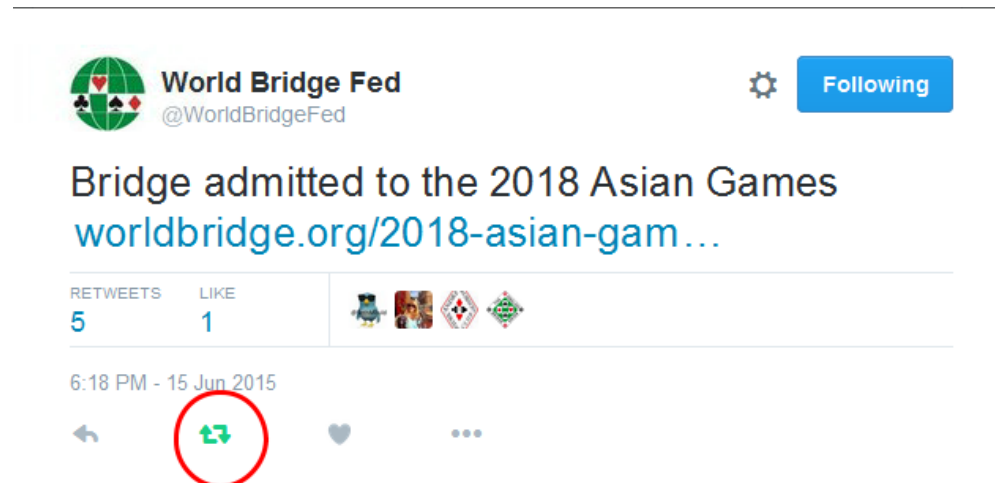 World Bridge Fed
@WorldBridgeFed
Following
Bridge admitted to the 2018 Asian Games
worldbridge.org/2018-asian-gam…
RETWEETS LIKE
5 1
6:18 PM - 15 Jun 2015